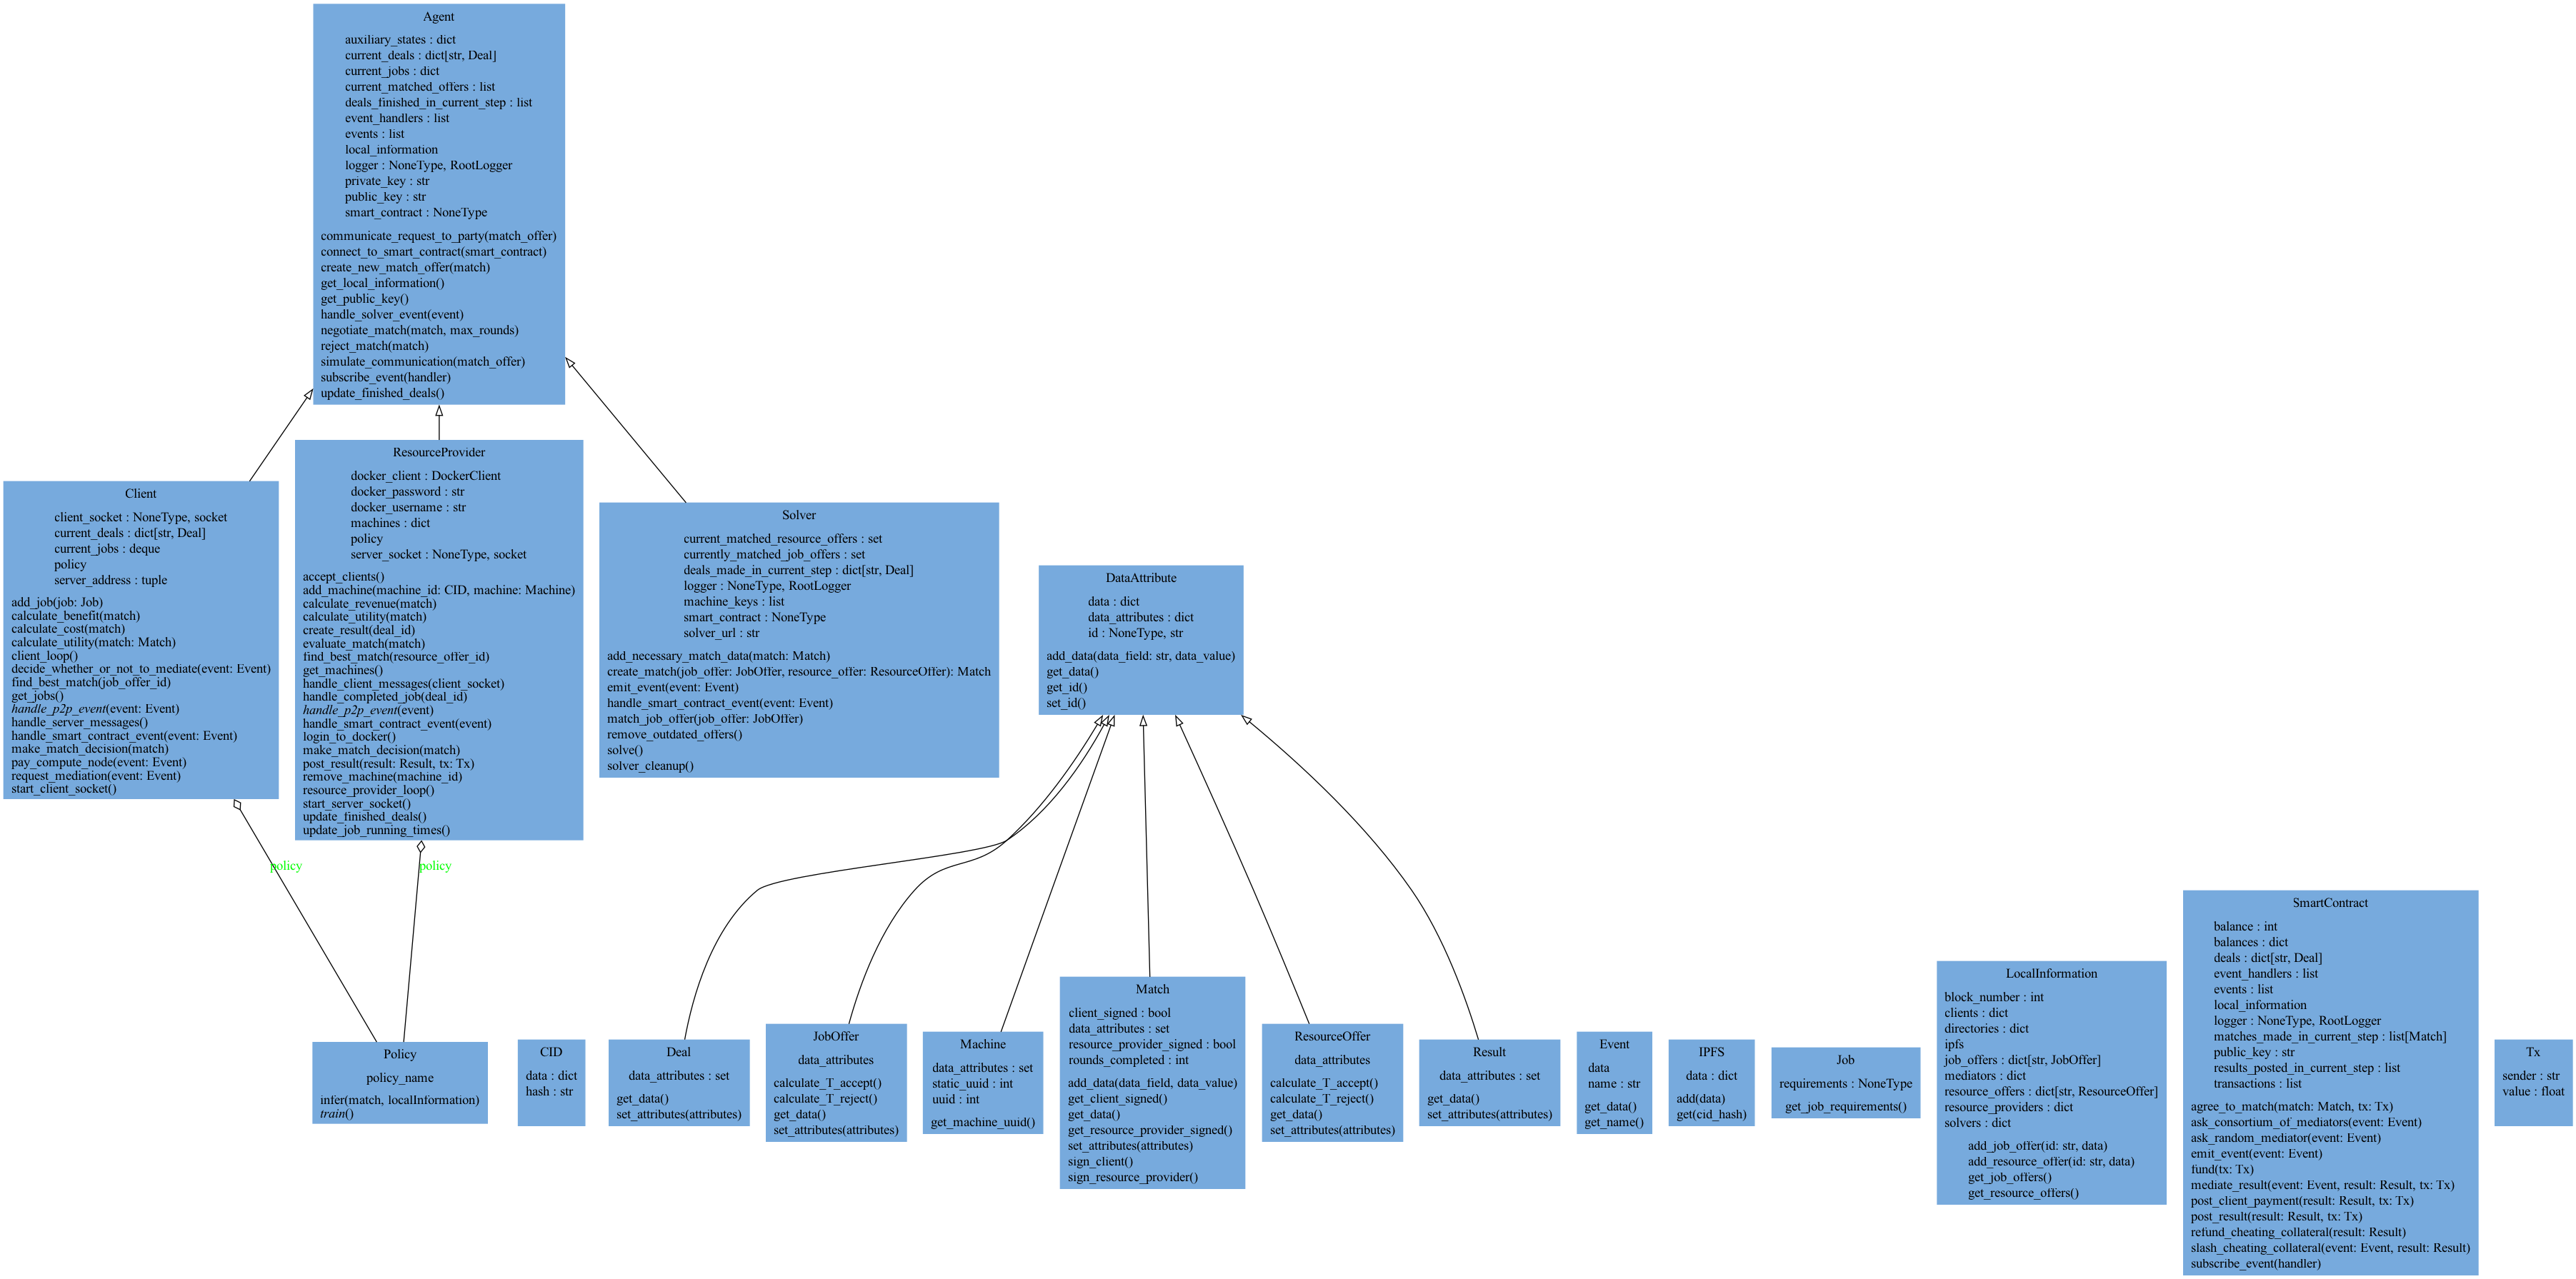 Agent
auxiliary_states : dict
current_deals : dict[str, Deal]
current_jobs : dict
current_matched_offers : list
deals_finished_in_current_step : list
event_handlers : list
events : list
local_information
logger : NoneType, RootLogger
private_key : str
public_key : str
smart_contract : NoneType
communicate_request_to_party(match_offer)
connect_to_smart_contract(smart_contract)
create_new_match_offer(match)
get_local_information()
get_public_key()
handle_solver_event(event)
negotiate_match(match, max_rounds)
reject_match(match)
simulate_communication(match_offer)
subscribe_event(handler)
update_finished_deals()
Client
client_socket : NoneType, socket
current_deals : dict[str, Deal]
current_jobs : deque
policy
server_address : tuple
add_job(job: Job)
calculate_benefit(match)
calculate_cost(match)
calculate_utility(match: Match)
client_loop()
decide_whether_or_not_to_mediate(event: Event)
find_best_match(job_offer_id)
get_jobs()
handle_p2p_event(event: Event)
handle_server_messages()
handle_smart_contract_event(event: Event)
make_match_decision(match)
pay_compute_node(event: Event)
request_mediation(event: Event)
start_client_socket()
ResourceProvider
docker_client : DockerClient
docker_password : str
docker_username : str
machines : dict
policy
server_socket : NoneType, socket
accept_clients()
add_machine(machine_id: CID, machine: Machine)
calculate_revenue(match)
calculate_utility(match)
create_result(deal_id)
evaluate_match(match)
find_best_match(resource_offer_id)
get_machines()
handle_client_messages(client_socket)
handle_completed_job(deal_id)
handle_p2p_event(event)
handle_smart_contract_event(event)
login_to_docker()
make_match_decision(match)
post_result(result: Result, tx: Tx)
remove_machine(machine_id)
resource_provider_loop()
start_server_socket()
update_finished_deals()
update_job_running_times()
Solver
current_matched_resource_offers : set
currently_matched_job_offers : set
deals_made_in_current_step : dict[str, Deal]
logger : NoneType, RootLogger
machine_keys : list
smart_contract : NoneType
solver_url : str
add_necessary_match_data(match: Match)
create_match(job_offer: JobOffer, resource_offer: ResourceOffer): Match
emit_event(event: Event)
handle_smart_contract_event(event: Event)
match_job_offer(job_offer: JobOffer)
remove_outdated_offers()
solve()
solver_cleanup()
DataAttribute
data : dict
data_attributes : dict
id : NoneType, str
add_data(data_field: str, data_value)
get_data()
get_id()
set_id()
policy
policy
Policy
policy_name
infer(match, localInformation)
train()
CID
data : dict
hash : str
Deal
data_attributes : set
get_data()
set_attributes(attributes)
JobOffer
data_attributes
calculate_T_accept()
calculate_T_reject()
get_data()
set_attributes(attributes)
Machine
data_attributes : set
static_uuid : int
uuid : int
get_machine_uuid()
Match
client_signed : bool
data_attributes : set
resource_provider_signed : bool
rounds_completed : int
add_data(data_field, data_value)
get_client_signed()
get_data()
get_resource_provider_signed()
set_attributes(attributes)
sign_client()
sign_resource_provider()
ResourceOffer
data_attributes
calculate_T_accept()
calculate_T_reject()
get_data()
set_attributes(attributes)
Result
data_attributes : set
get_data()
set_attributes(attributes)
Event
data
name : str
get_data()
get_name()
IPFS
data : dict
add(data)
get(cid_hash)
Job
requirements : NoneType
get_job_requirements()
LocalInformation
block_number : int
clients : dict
directories : dict
ipfs
job_offers : dict[str, JobOffer]
mediators : dict
resource_offers : dict[str, ResourceOffer]
resource_providers : dict
solvers : dict
add_job_offer(id: str, data)
add_resource_offer(id: str, data)
get_job_offers()
get_resource_offers()
SmartContract
balance : int
balances : dict
deals : dict[str, Deal]
event_handlers : list
events : list
local_information
logger : NoneType, RootLogger
matches_made_in_current_step : list[Match]
public_key : str
results_posted_in_current_step : list
transactions : list
agree_to_match(match: Match, tx: Tx)
ask_consortium_of_mediators(event: Event)
ask_random_mediator(event: Event)
emit_event(event: Event)
fund(tx: Tx)
mediate_result(event: Event, result: Result, tx: Tx)
post_client_payment(result: Result, tx: Tx)
post_result(result: Result, tx: Tx)
refund_cheating_collateral(result: Result)
slash_cheating_collateral(event: Event, result: Result)
subscribe_event(handler)
Tx
sender : str
value : float